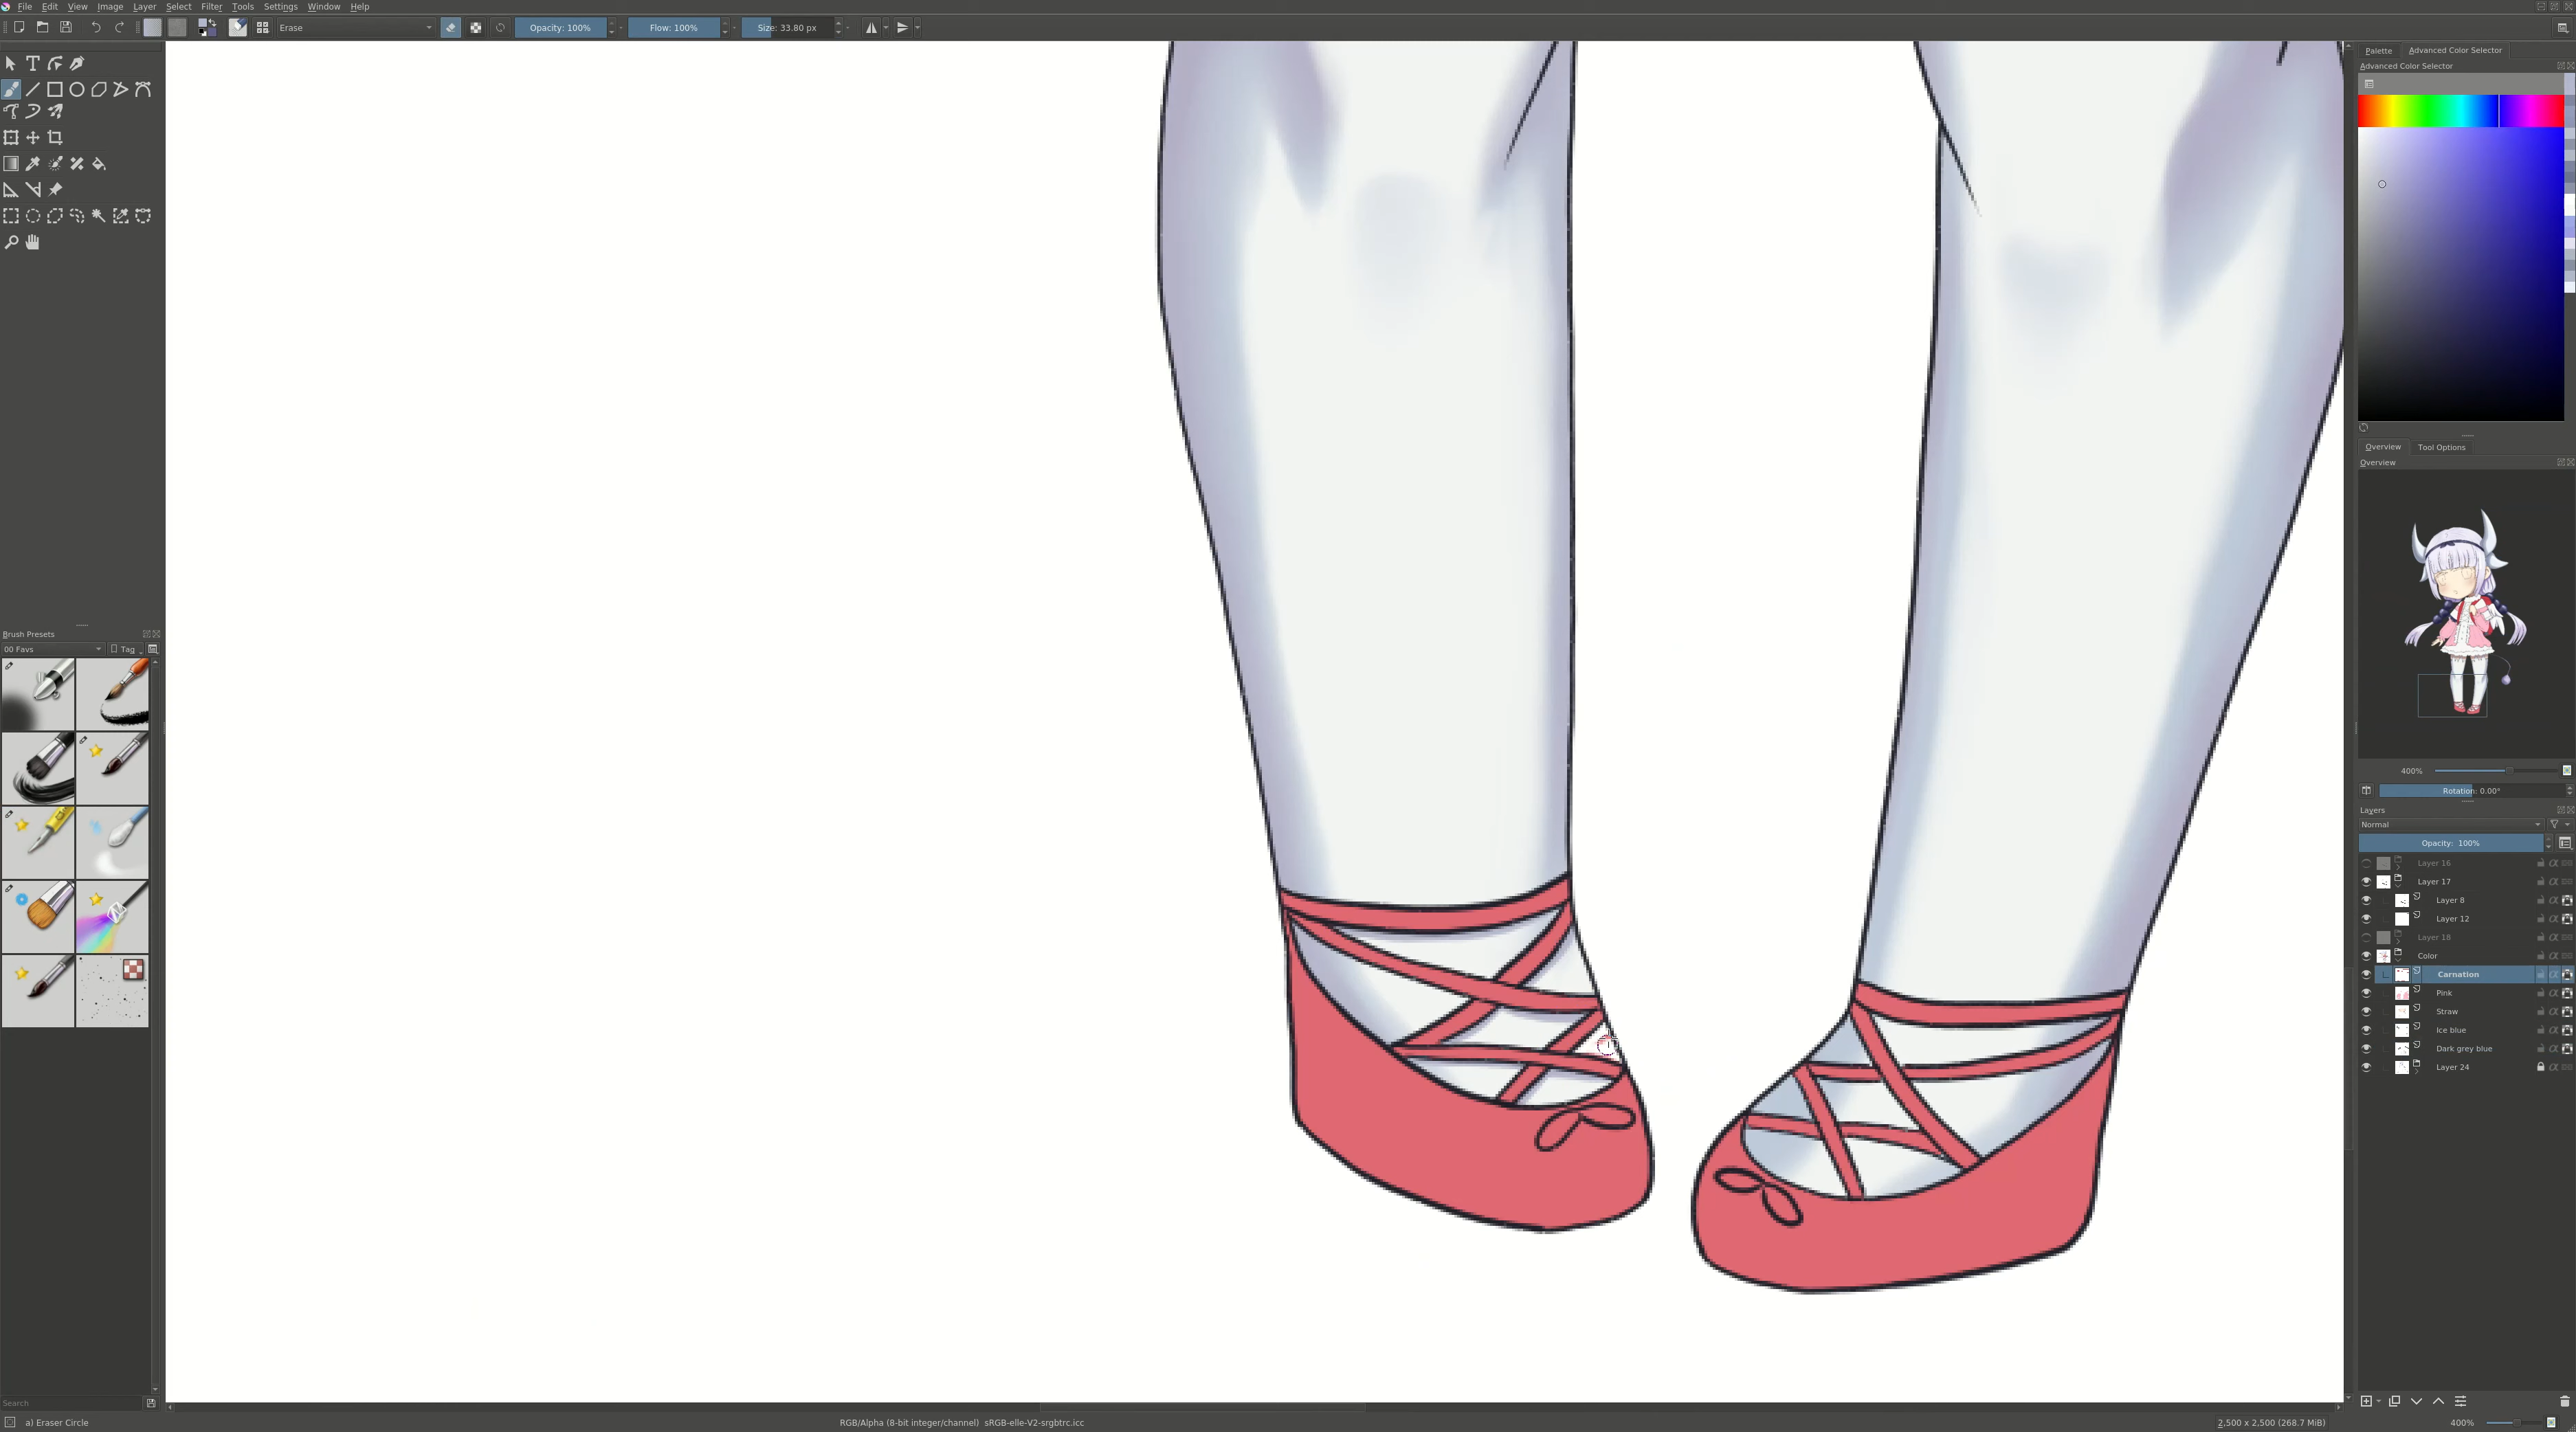 File Edit View Image Layer Select Filter Tools Settings Window Help
Erase Opacity: 100% Flow: 100% Size: 33.80 px
Palette Advanced Color Selector
Advanced Color Selector
Overview Tool Options
Overview
Brush Presets
00 Favs Tag
400%
Rotation: 0.00°
Layers
Normal
Opacity: 100%
Layer 16
Layer 17
Layer 8
Layer 12
Layer 18
Color
Carnation
Pink
Straw
Ice blue
Dark grey blue
Layer 24
Search
a) Eraser Circle RGB/Alpha (8-bit integer/channel) sRGB-elle-V2-srgbtrc.icc 2,500 x 2,500 (268.7 MiB) 400%